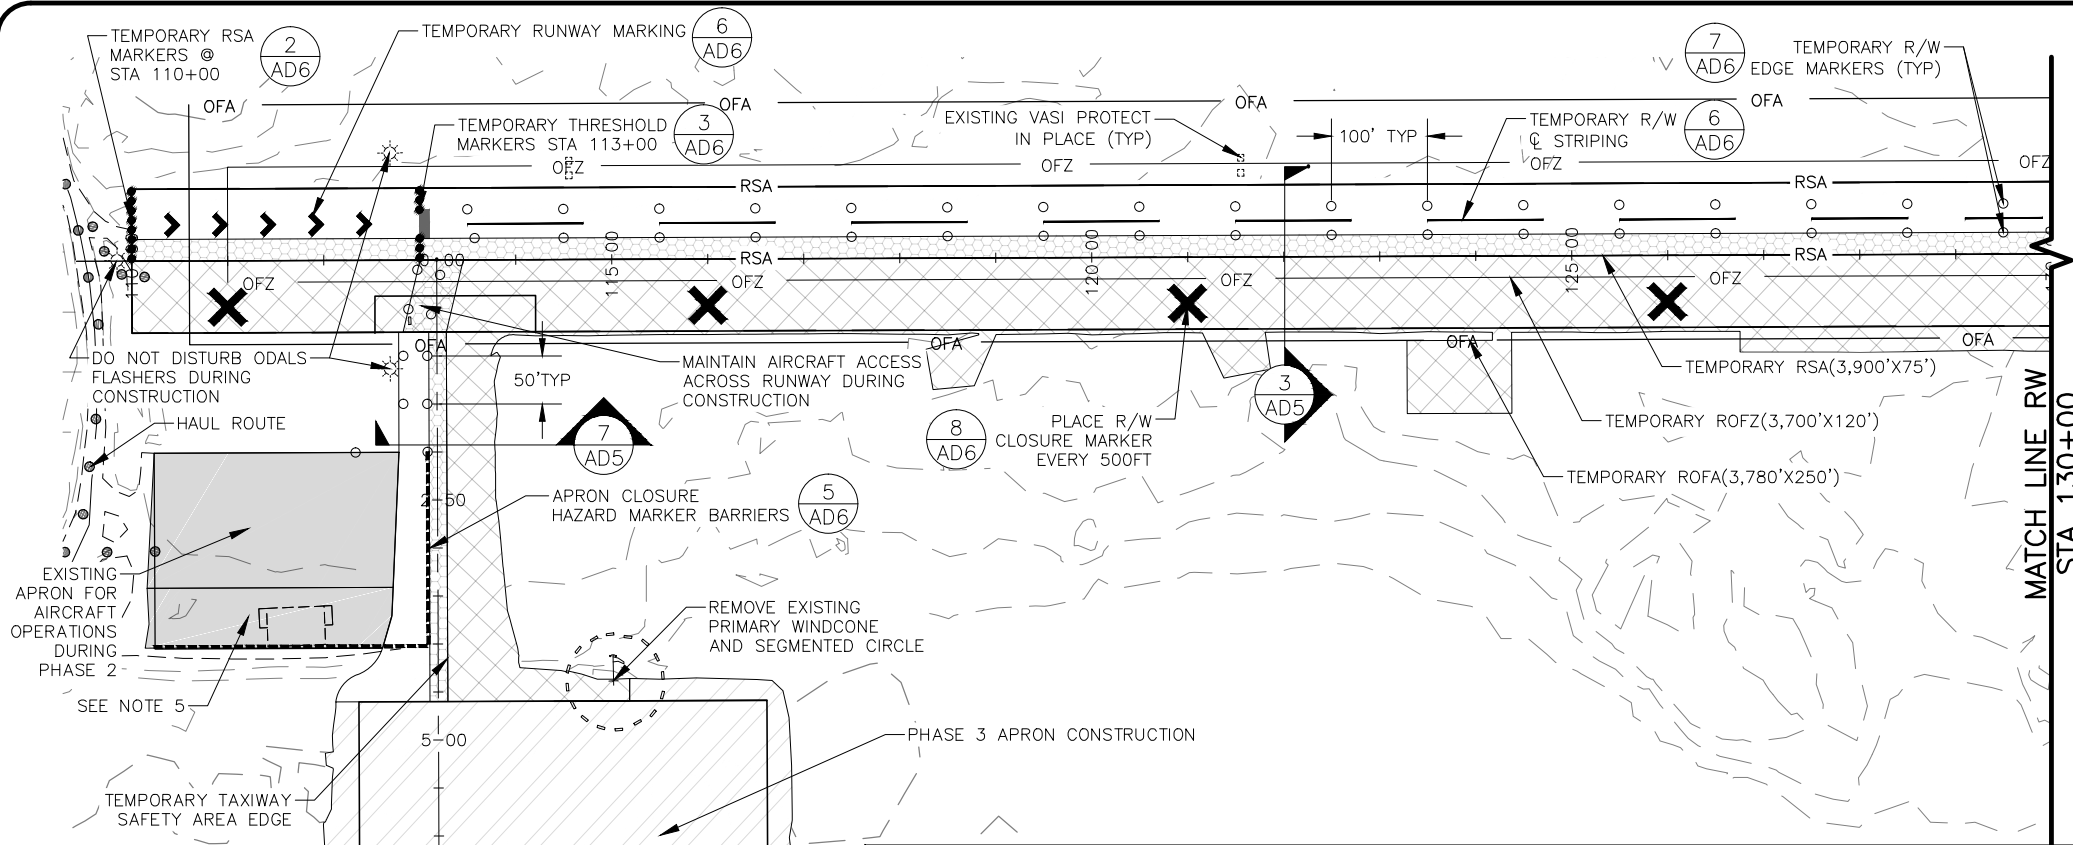 TEMPORARY RSA
MARKERS @
STA 110+00
2
AD6
TEMPORARY RUNWAY MARKING
6
AD6
7
AD6
TEMPORARY R/W
EDGE MARKERS (TYP)
OFA
OFA
OFA
OFA
TEMPORARY THRESHOLD
MARKERS STA 113+00
3
AD6
EXISTING VASI PROTECT
IN PLACE (TYP)
100' TYP
TEMPORARY R/W
℄ STRIPING
6
AD6
OFZ
OFZ
OFZ
OFZ
RSA
RSA
115+00
120+00
125+00
RSA
RSA
OFZ
OFZ
OFZ
OFZ
OFA
OFA
OFA
OFA
DO NOT DISTURB ODALS
FLASHERS DURING
CONSTRUCTION
50'TYP
MAINTAIN AIRCRAFT ACCESS
ACROSS RUNWAY DURING
CONSTRUCTION
3
AD5
TEMPORARY RSA(3,900'X75')
HAUL ROUTE
7
AD5
8
AD6
PLACE R/W
CLOSURE MARKER
EVERY 500FT
TEMPORARY ROFZ(3,700'X120')
TEMPORARY ROFA(3,780'X250')
MATCH LINE RW
STA 130+00
2+50
APRON CLOSURE
HAZARD MARKER BARRIERS
5
AD6
EXISTING
APRON FOR
AIRCRAFT
OPERATIONS
DURING
PHASE 2
REMOVE EXISTING
PRIMARY WINDCONE
AND SEGMENTED CIRCLE
SEE NOTE 5
5+00
PHASE 3 APRON CONSTRUCTION
TEMPORARY TAXIWAY
SAFETY AREA EDGE